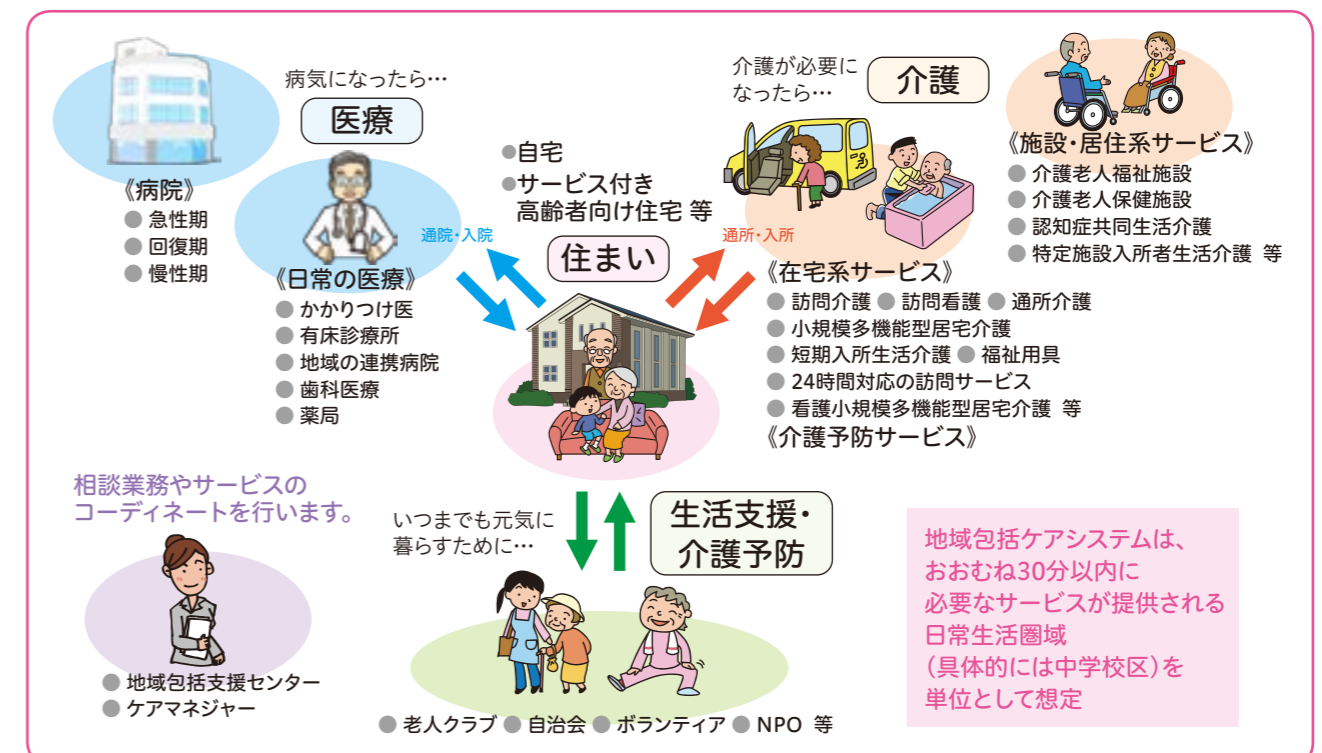 病気になったら…
医療
《病院》
● 急性期
● 回復期
● 慢性期
《日常の医療》
● かかりつけ医
● 有床診療所
● 地域の連携病院
● 歯科医療
● 薬局
通院・入院
●自宅
●サービス付き
高齢者向け住宅 等
住まい
通所・入所
介護が必要に
なったら…
介護
《施設・居住系サービス》
● 介護老人福祉施設
● 介護老人保健施設
● 認知症共同生活介護
● 特定施設入所者生活介護 等
《在宅系サービス》
● 訪問介護 ● 訪問看護 ● 通所介護
● 小規模多機能型居宅介護
● 短期入所生活介護 ● 福祉用具
● 24時間対応の訪問サービス
● 看護小規模多機能型居宅介護 等
《介護予防サービス》
相談業務やサービスの
コーディネートを行います。
● 地域包括支援センター
● ケアマネジャー
いつまでも元気に
暮らすために…
生活支援・
介護予防
● 老人クラブ ● 自治会 ● ボランティア ● NPO 等
地域包括ケアシステムは、
おおむね30分以内に
必要なサービスが提供される
日常生活圏域
（具体的には中学校区）を
単位として想定